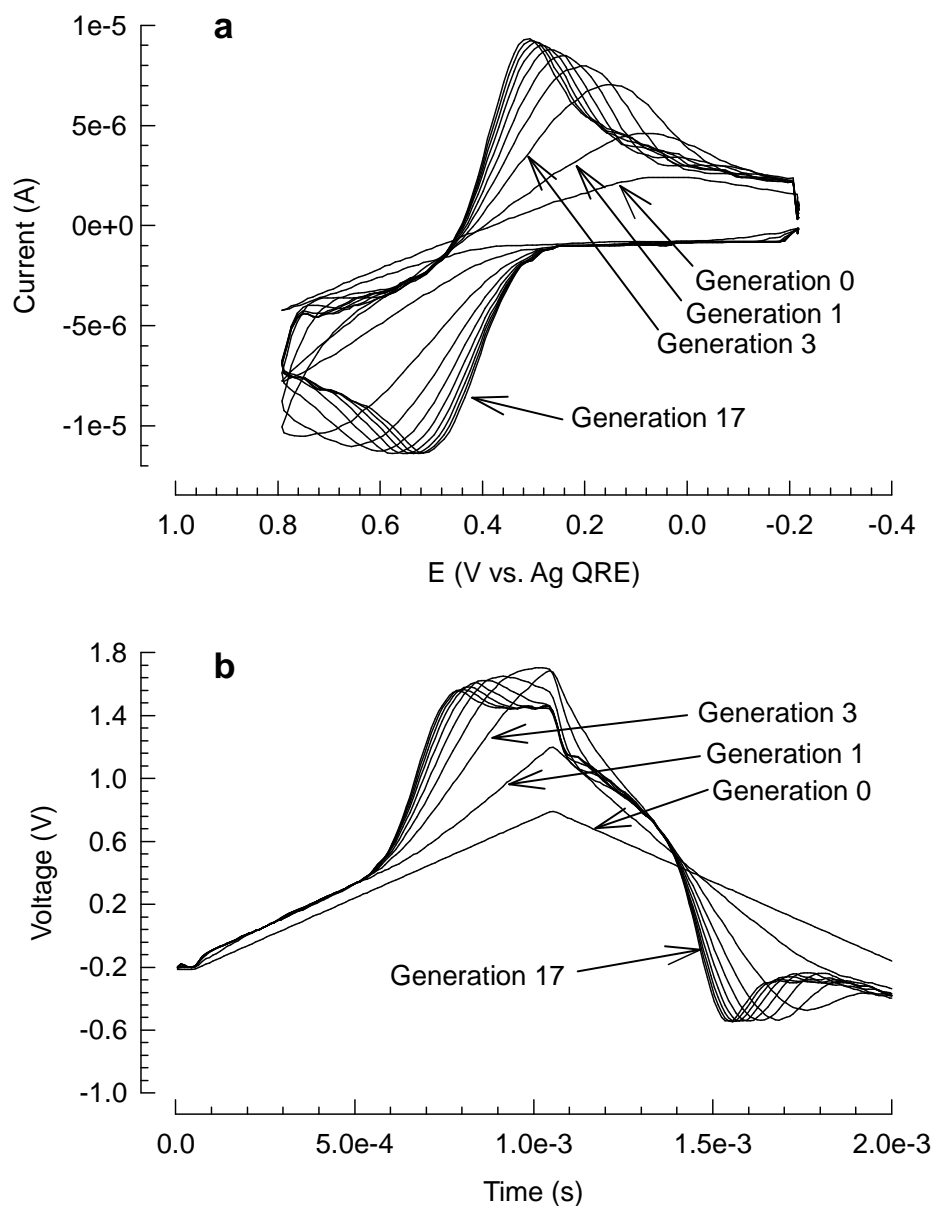 a
1e-5
5e-6
0e+0
-5e-6
-1e-5
Current (A)
Generation 0
Generation 1
Generation 3
Generation 17
1.0 0.8 0.6 0.4 0.2 0.0 -0.2 -0.4
E (V vs. Ag QRE)
b
1.8
1.4
1.0
0.6
0.2
-0.2
-0.6
-1.0
Voltage (V)
Generation 3
Generation 1
Generation 0
Generation 17
0.0 5.0e-4 1.0e-3 1.5e-3 2.0e-3
Time (s)